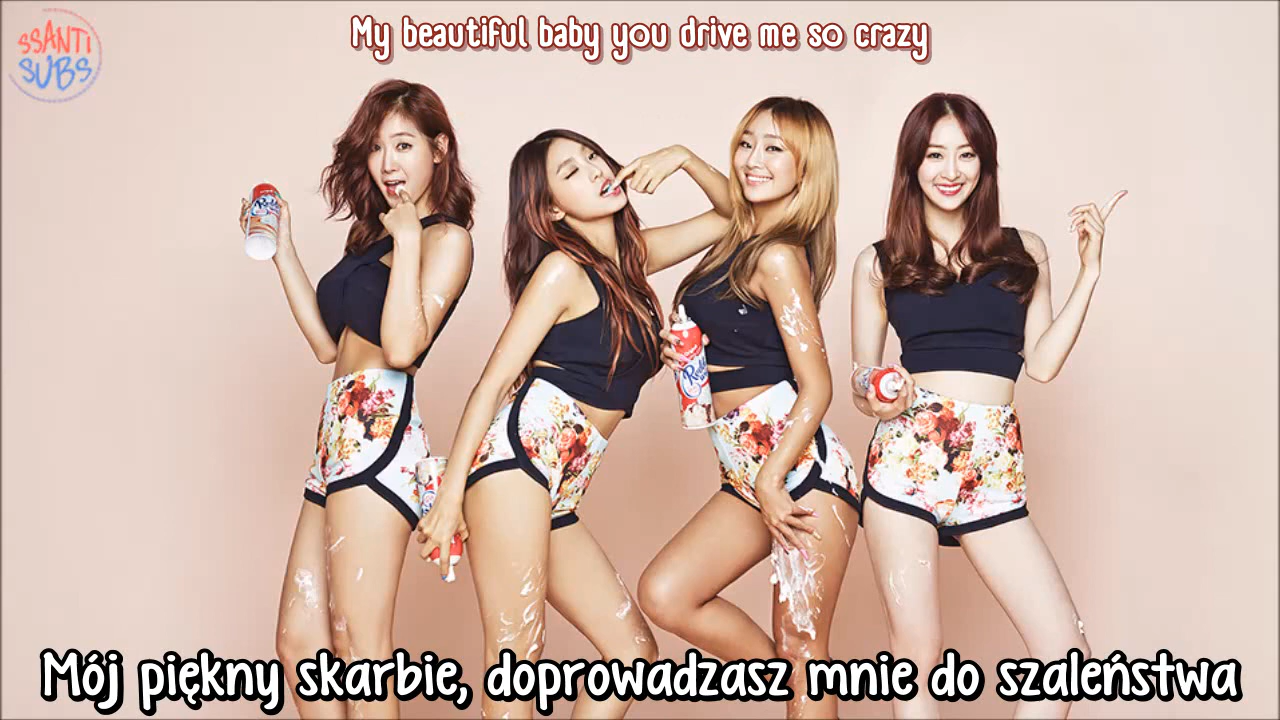 SSANTI
SUBS
My beautiful baby you drive me so crazy
Mój piękny skarbie, doprowadzasz mnie do szaleństwa